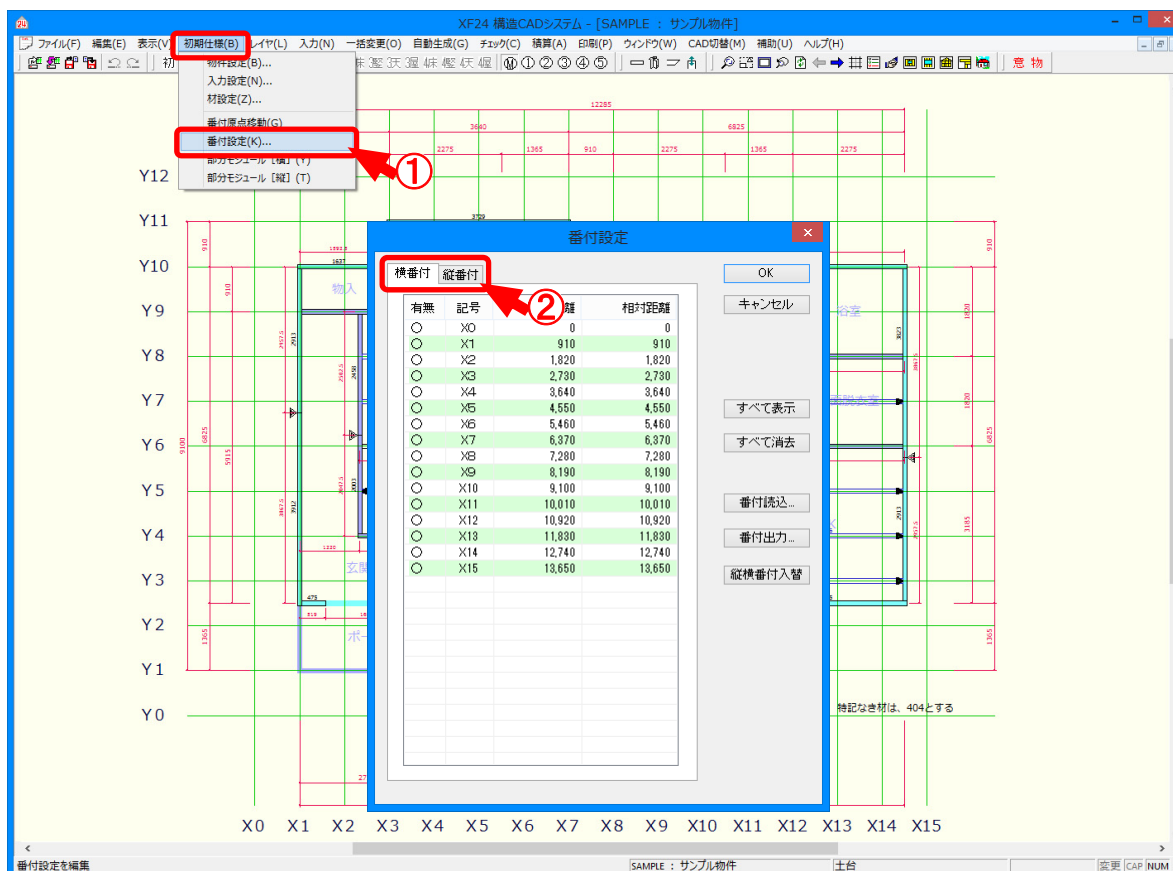 XF24 構造CADシステム - [SAMPLE : サンプル物件]
ファイル(F) 編集(E) 表示(V) 初期仕様(B) レイヤ(L) 入力(N) 一括変更(O) 自動生成(G) チェック(C) 積算(A) 印刷(P) ウィンドウ(W) CAD切替(M) 補助(U) ヘルプ(H)
意 物
物件設定(B)...
入力設定(N)...
材設定(Z)...
番付原点移動(G)
番付設定(K)...
部分モジュール [横] (Y)
部分モジュール [縦] (T)
①
12285
3640 6825
2275 1365 910 2275 1365 2275
Y12
Y11
Y10
Y9
Y8
Y7
Y6
Y5
Y4
Y3
Y2
Y1
Y0
物入
浴室
番付設定
横番付 縦番付
②
有無 記号 相対距離
○ X0 0 0
○ X1 910 910
○ X2 1,820 1,820
○ X3 2,730 2,730
○ X4 3,640 3,640
○ X5 4,550 4,550
○ X6 5,460 5,460
○ X7 6,370 6,370
○ X8 7,280 7,280
○ X9 8,190 8,190
○ X10 9,100 9,100
○ X11 10,010 10,010
○ X12 10,920 10,920
○ X13 11,830 11,830
○ X14 12,740 12,740
○ X15 13,650 13,650
OK
キャンセル
すべて表示
すべて消去
番付読込...
番付出力...
縦横番付入替
特記なき材は、404とする
X0 X1 X2 X3 X4 X5 X6 X7 X8 X9 X10 X11 X12 X13 X14 X15
番付設定を編集 SAMPLE : サンプル物件 土台 変更 CAP NUM